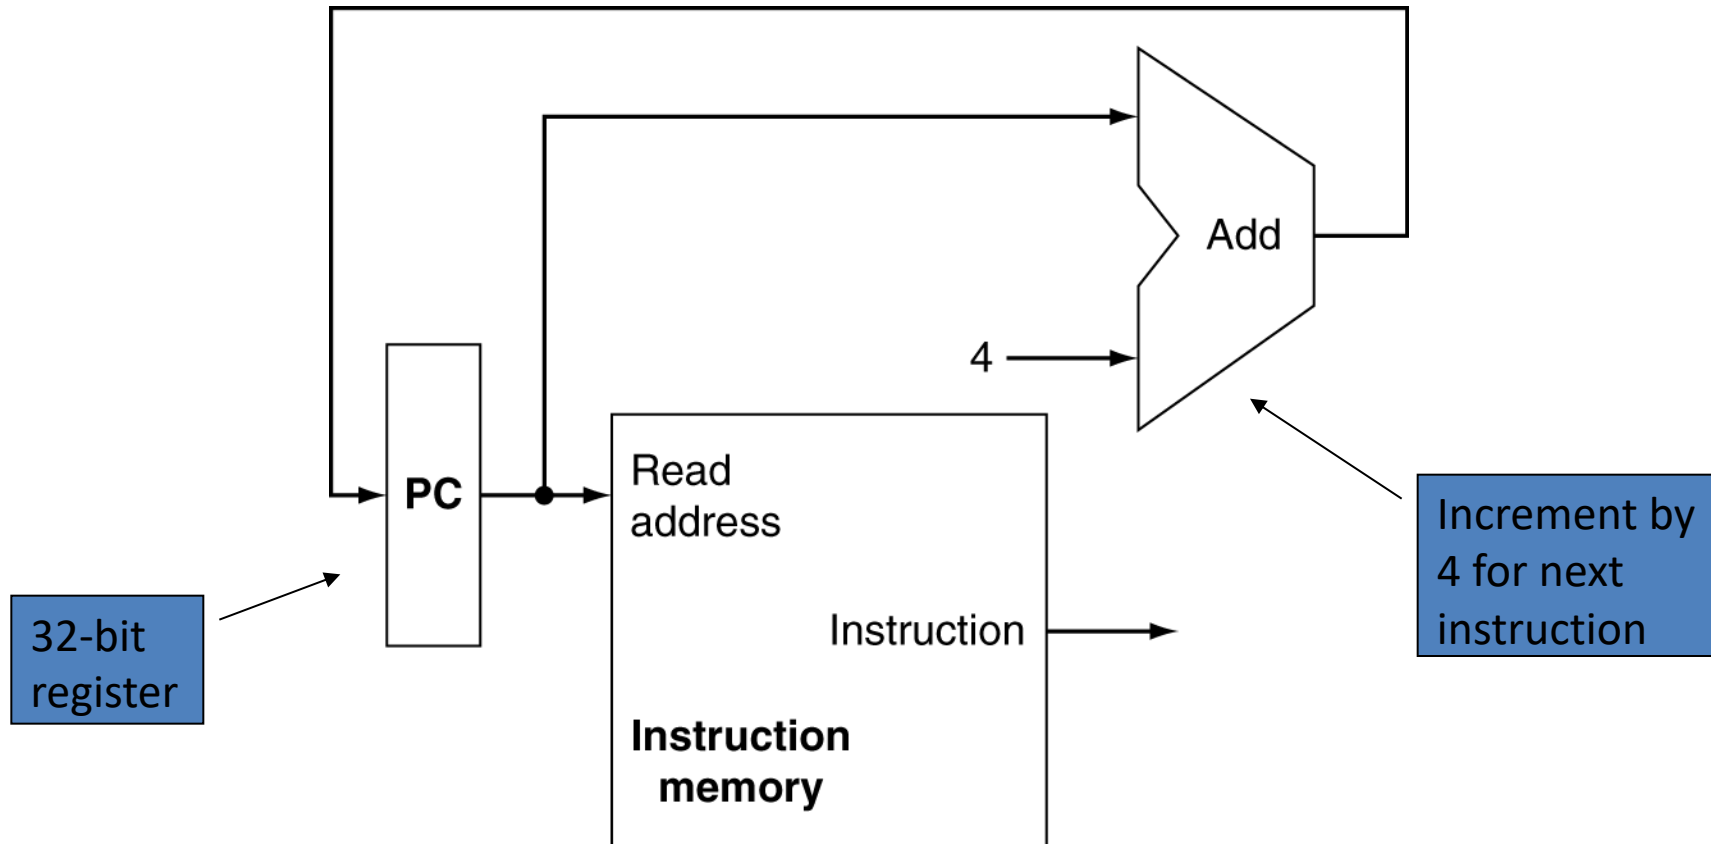 Add
4
PC
Read
address
Instruction
Instruction
memory
32-bit
register
Increment by
4 for next
instruction